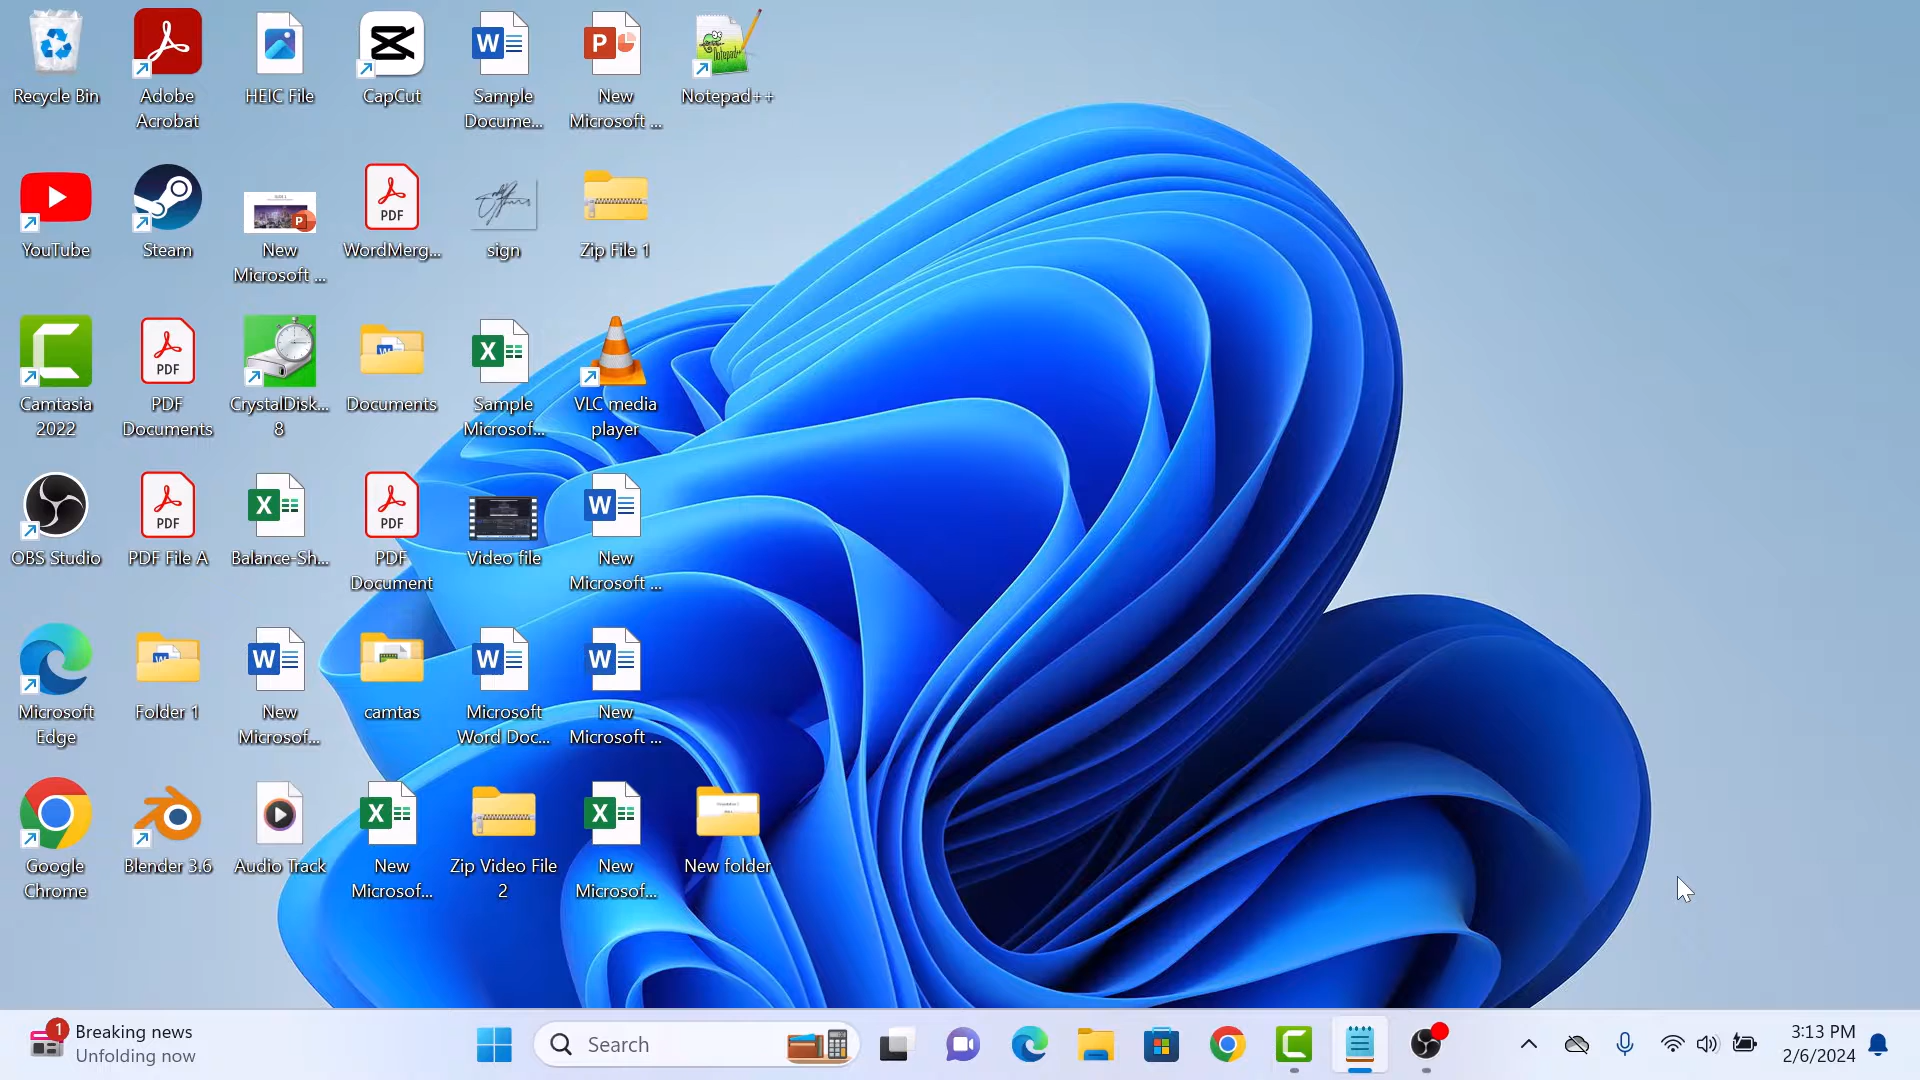 Recycle Bin
Adobe
Acrobat
HEIC File
CapCut
Sample
Docume...
New
Microsoft ...
Notepad++
YouTube
Steam
New
Microsoft ...
PDF
WordMerg...
sign
Zip File 1
Camtasia
2022
PDF
PDF
Documents
CrystalDisk...
8
Documents
Sample
Microsof...
VLC media
player
OBS Studio
PDF
PDF File A
Balance-Sh...
PDF
PDF
Document
Video file
New
Microsoft ...
Microsoft
Edge
Folder 1
New
Microsof...
camtas
Microsoft
Word Doc...
New
Microsoft ...
Google
Chrome
Blender 3.6
Audio Track
New
Microsof...
Zip Video File
2
New
Microsof...
New folder
1
Breaking news
Unfolding now
Search
3:13 PM
2/6/2024